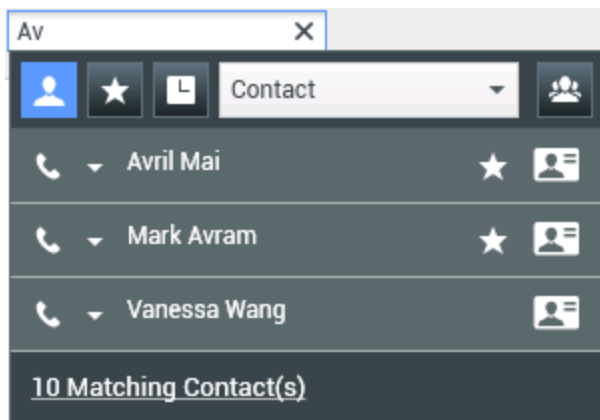 Av
Contact
Avril Mai
Mark Avram
Vanessa Wang
10 Matching Contact(s)